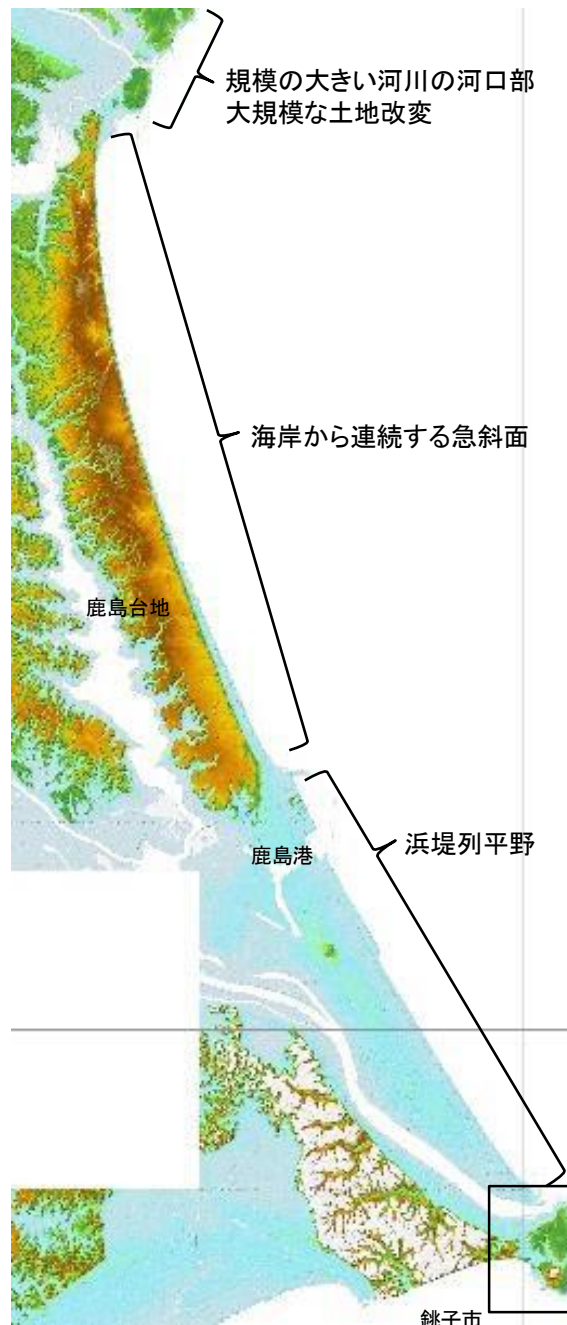 規模の大きい河川の河口部
大規模な土地改変
海岸から連続する急斜面
鹿島台地
浜堤列平野
鹿島港
銚子市